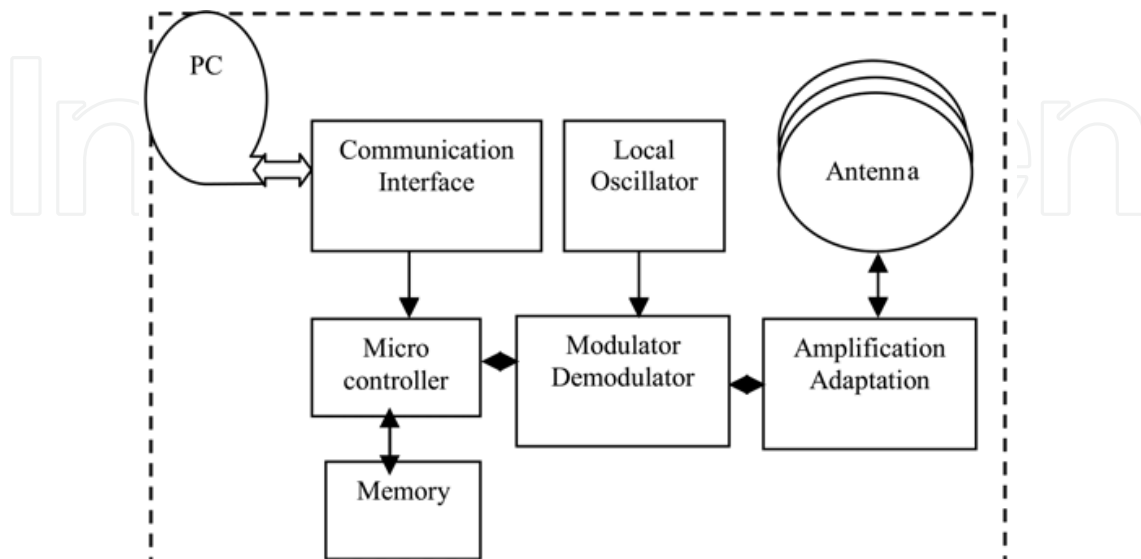 PC
Communication
Interface
Local
Oscillator
Antenna
Micro
controller
Modulator
Demodulator
Amplification
Adaptation
Memory